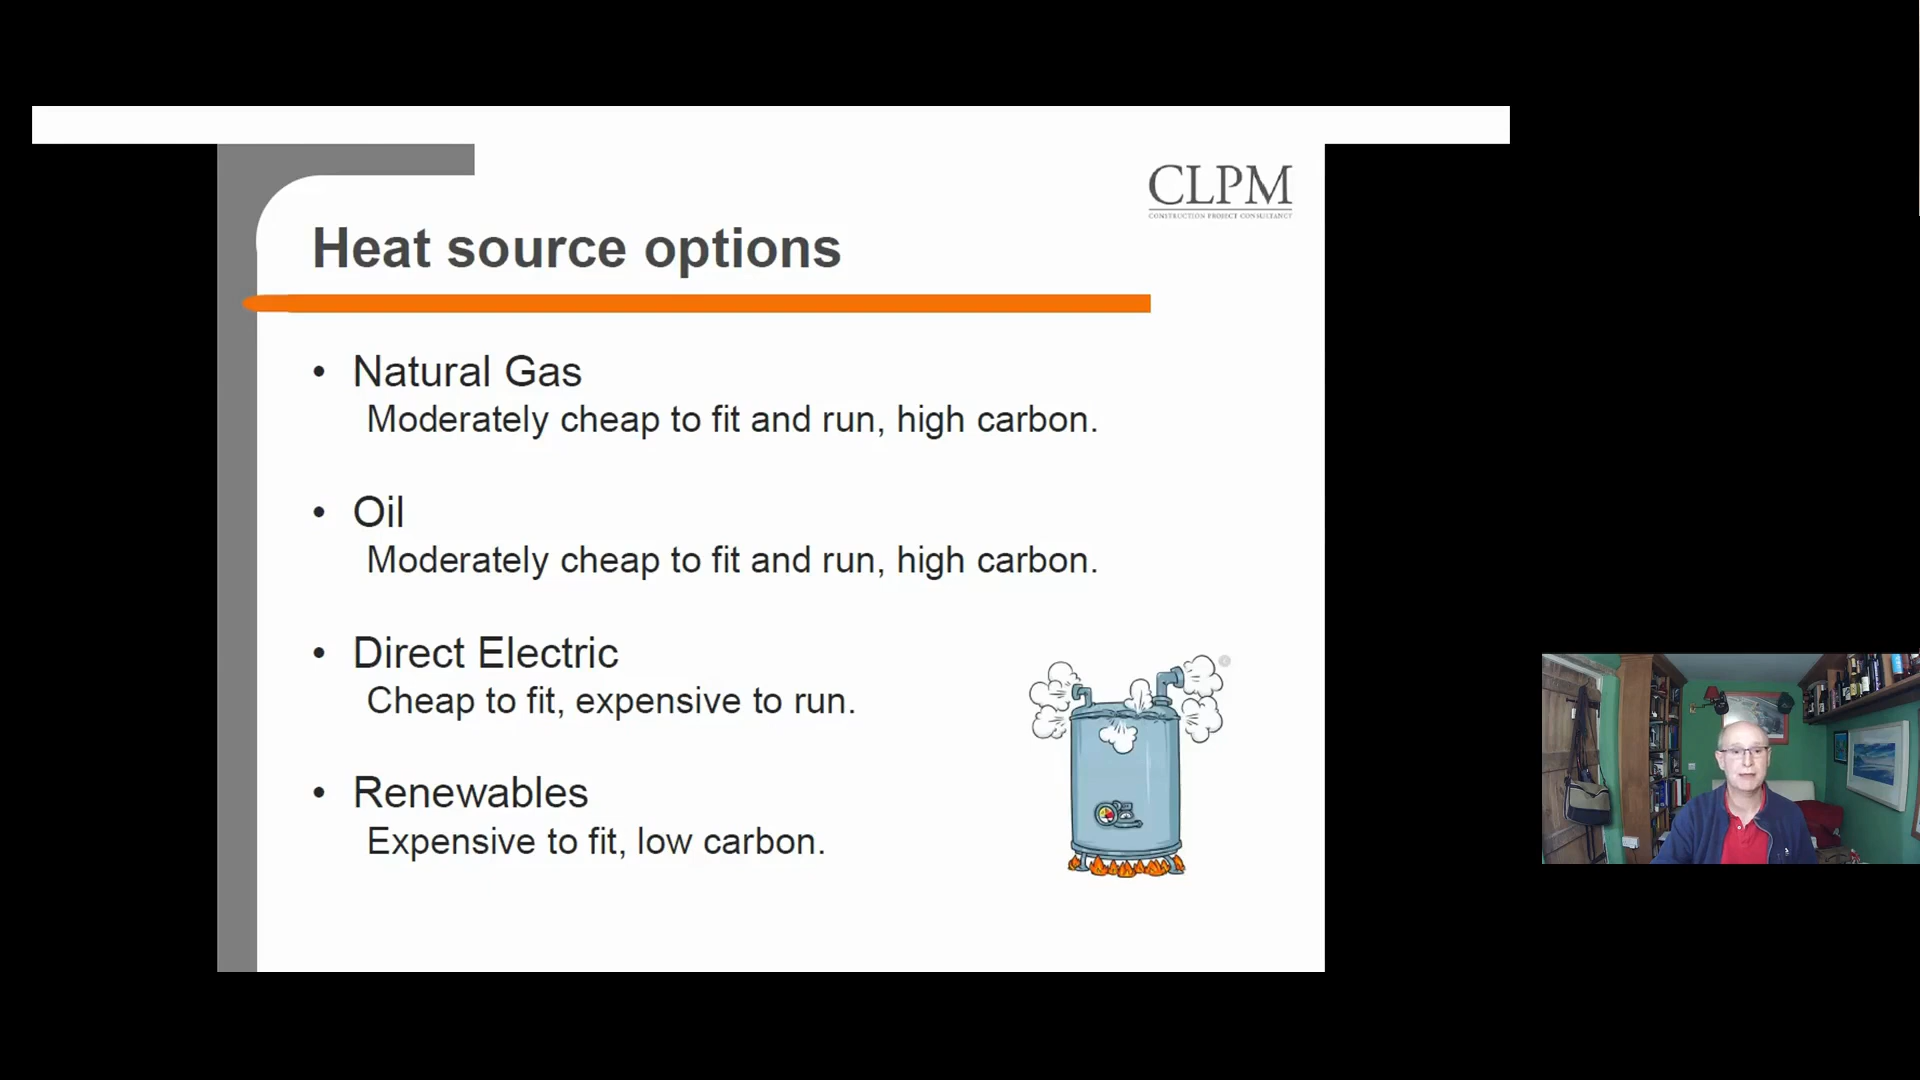 CLPM
CONSTRUCTION PROJECT CONSULTANCY
Heat source options
• Natural Gas
Moderately cheap to fit and run, high carbon.
• Oil
Moderately cheap to fit and run, high carbon.
• Direct Electric
Cheap to fit, expensive to run.
• Renewables
Expensive to fit, low carbon.